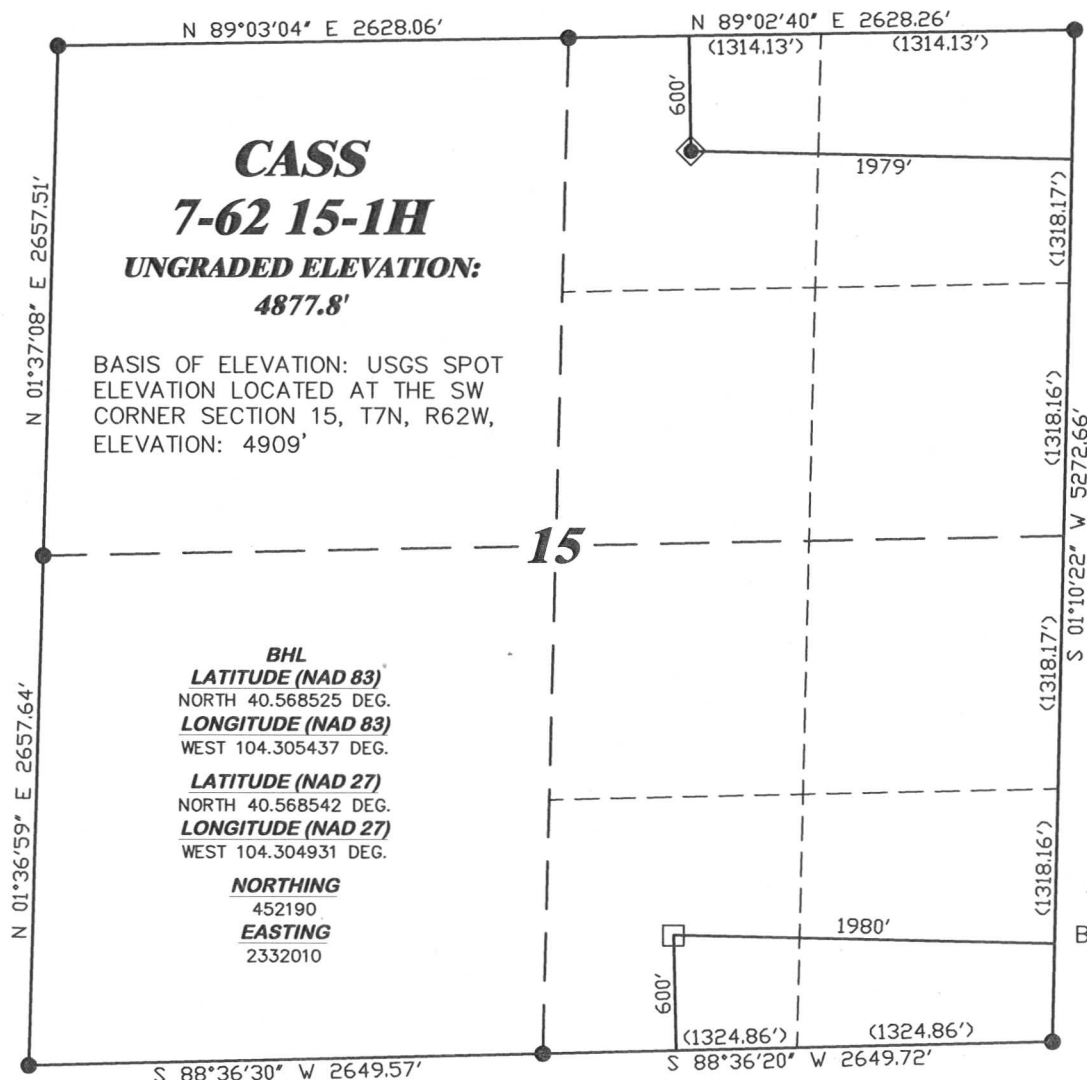 N 89°03'04" E 2628.06'
N 89°02'40" E 2628.26'
(1314.13')
(1314.13')
600'
1979'
N 01°37'08" E 2657.51'
CASS
7-62 15-1H
UNGRADED ELEVATION:
4877.8'
BASIS OF ELEVATION: USGS SPOT
ELEVATION LOCATED AT THE SW
CORNER SECTION 15, T7N, R62W,
ELEVATION: 4909'
(1318.17')
(1318.16')
S 01°10'22" W 5272.66'
15
(1318.17')
(1318.16')
N 01°36'59" E 2657.64'
BHL
LATITUDE (NAD 83)
NORTH 40.568525 DEG.
LONGITUDE (NAD 83)
WEST 104.305437 DEG.
LATITUDE (NAD 27)
NORTH 40.568542 DEG.
LONGITUDE (NAD 27)
WEST 104.304931 DEG.
NORTHING
452190
EASTING
2332010
1980'
B
600'
(1324.86')
(1324.86')
S 88°36'30" W 2649.57'
S 88°36'20" W 2649.72'